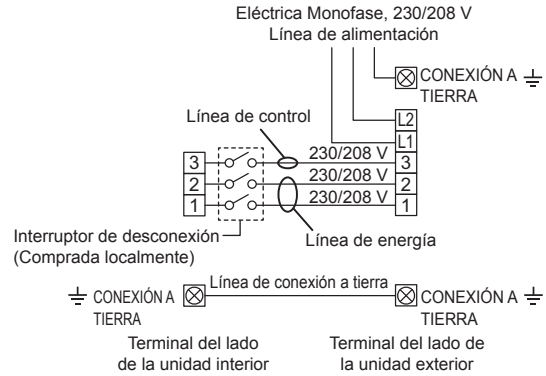 Eléctrica Monofase, 230/208 V
Línea de alimentación
CONEXIÓN A
TIERRA
Línea de control
L2
L1
3 230/208 V 3
2 230/208 V 2
1 230/208 V 1
Interruptor de desconexión
(Comprada localmente)
Línea de energía
Línea de conexión a tierra
CONEXIÓN A
TIERRA
CONEXIÓN A
TIERRA
Terminal del lado
de la unidad interior
Terminal del lado de
la unidad exterior